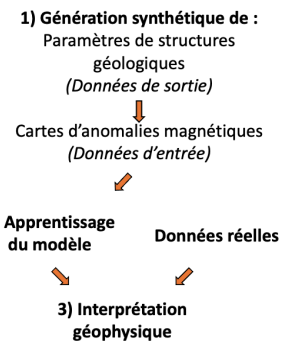 1) Génération synthétique de :
Paramètres de structures
géologiques
(Données de sortie)
Cartes d’anomalies magnétiques
(Données d’entrée)
Apprentissage
du modèle
Données réelles
3) Interprétation
géophysique